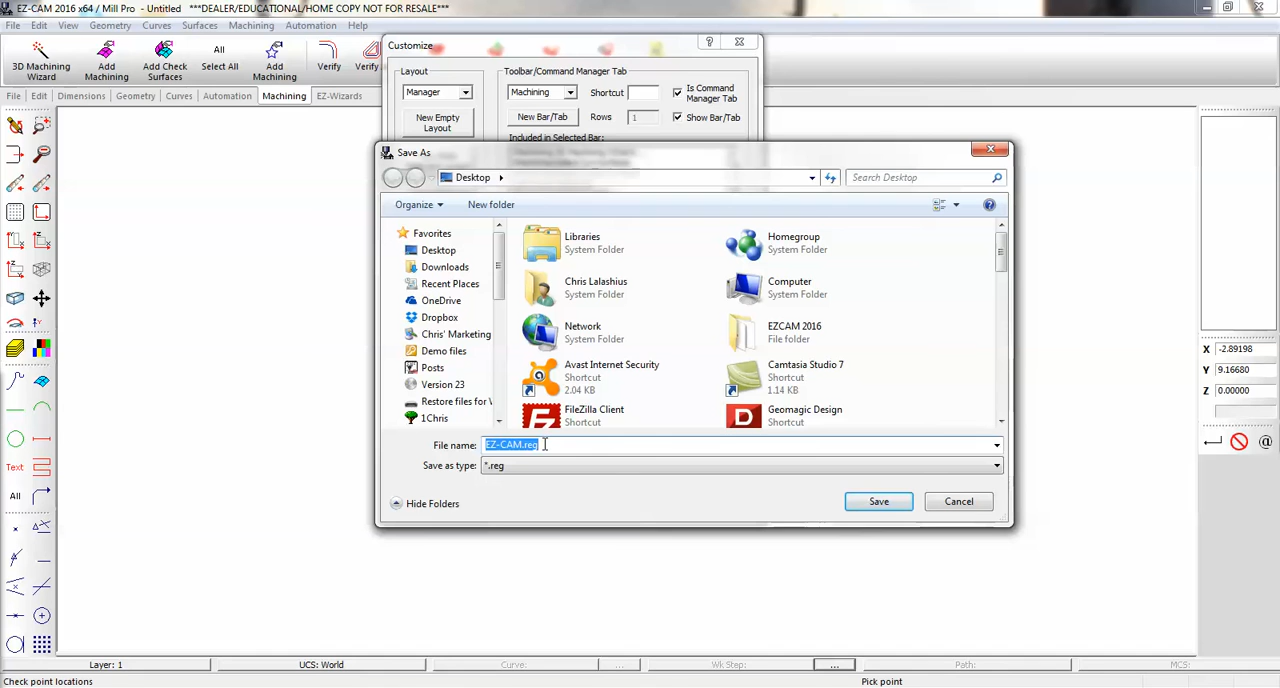 EZ-CAM 2016 x64 / Mill Pro - Untitled ***DEALER/EDUCATIONAL/HOME COPY NOT FOR RESALE***
File Edit View Geometry Curves Surfaces Machining Automation Help
3D Machining Wizard
Add Machining
Add Check Surfaces
All
Select All
Add Machining
Verify
Verify
File Edit Dimensions Geometry Curves Automation Machining EZ-Wizards
Customize
Layout
Manager
New Empty Layout
Toolbar/Command Manager Tab
Machining
Shortcut
Is Command Manager Tab
New Bar/Tab
Rows
1
Show Bar/Tab
Included in Selected Bar:
Save As
Desktop
Search Desktop
Organize
New folder
Favorites
Desktop
Downloads
Recent Places
OneDrive
Dropbox
Chris' Marketing
Demo files
Posts
Version 23
Restore files for
1Chris
Libraries
System Folder
Homegroup
System Folder
Chris Lalashius
System Folder
Computer
System Folder
Network
System Folder
EZCAM 2016
File folder
Avast Internet Security
Shortcut
2.04 KB
Camtasia Studio 7
Shortcut
1.14 KB
FileZilla Client
Shortcut
Geomagic Design
Shortcut
File name:
EZ-CAM.reg
Save as type:
*.reg
Hide Folders
Save
Cancel
X -2.89198
Y 9.16680
Z 0.00000
@
Text
All
Layer: 1
UCS: World
Curve:
...
Wk Step:
...
Path:
MCS:
Check point locations
Pick point